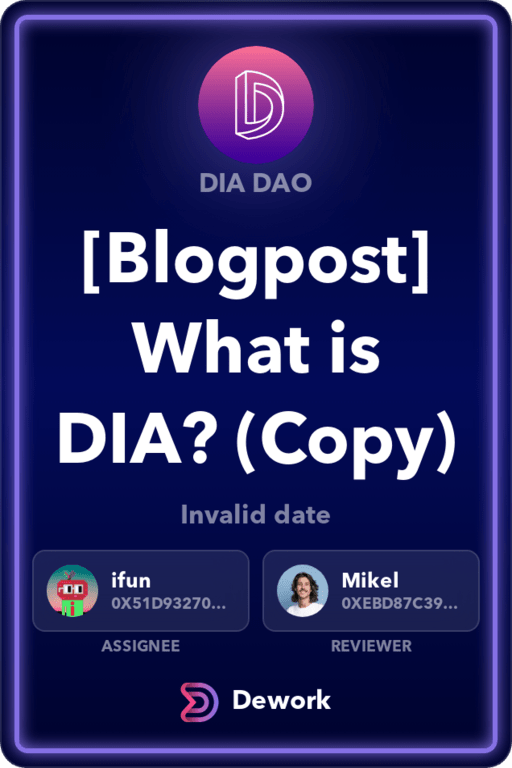 DIA DAO
[Blogpost]
What is
DIA? (Copy)
Invalid date
ifun
0X51D93270...
Mikel
0XEBD87C39...
ASSIGNEE
REVIEWER
Dework